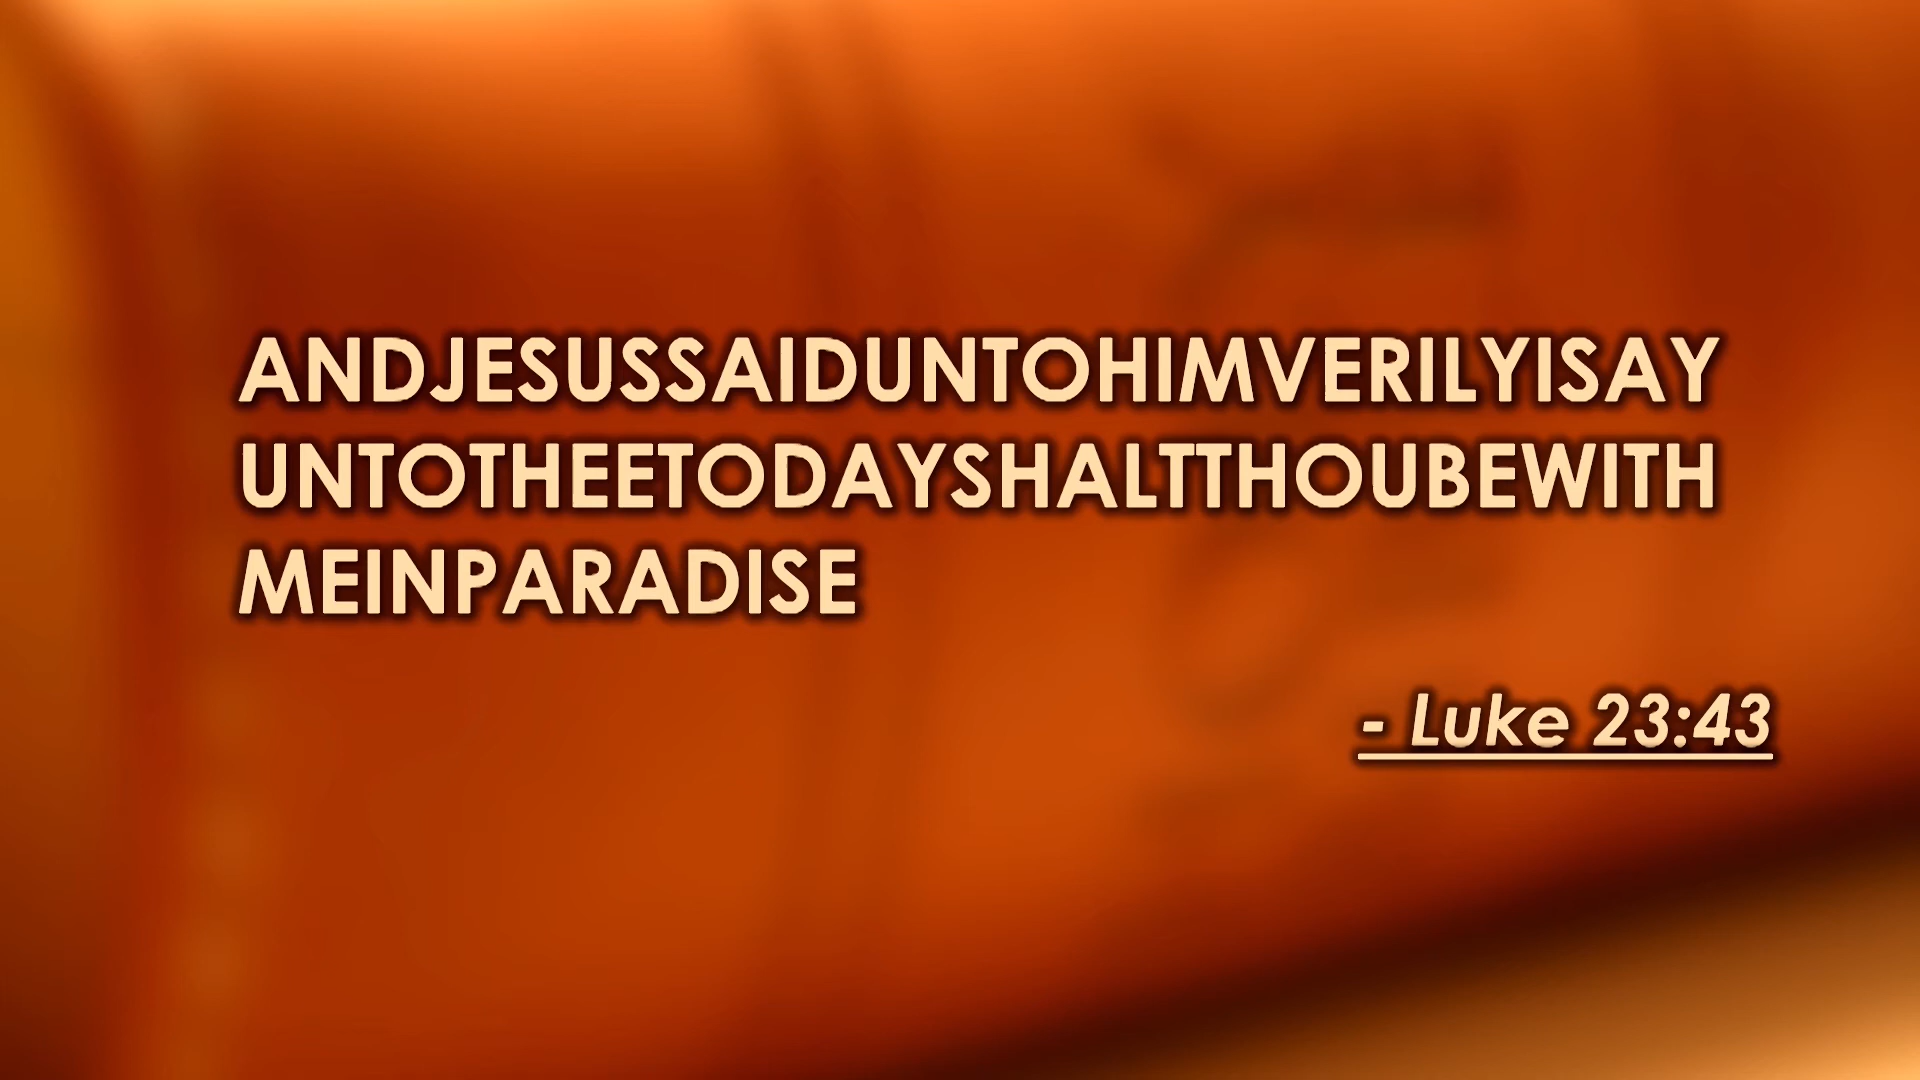 ANDJESUSSAIDUNTOHIMVERILYISAY
UNTOTHEETODAYSHALTTHOUBEWITH
MEINPARADISE
- Luke 23:43